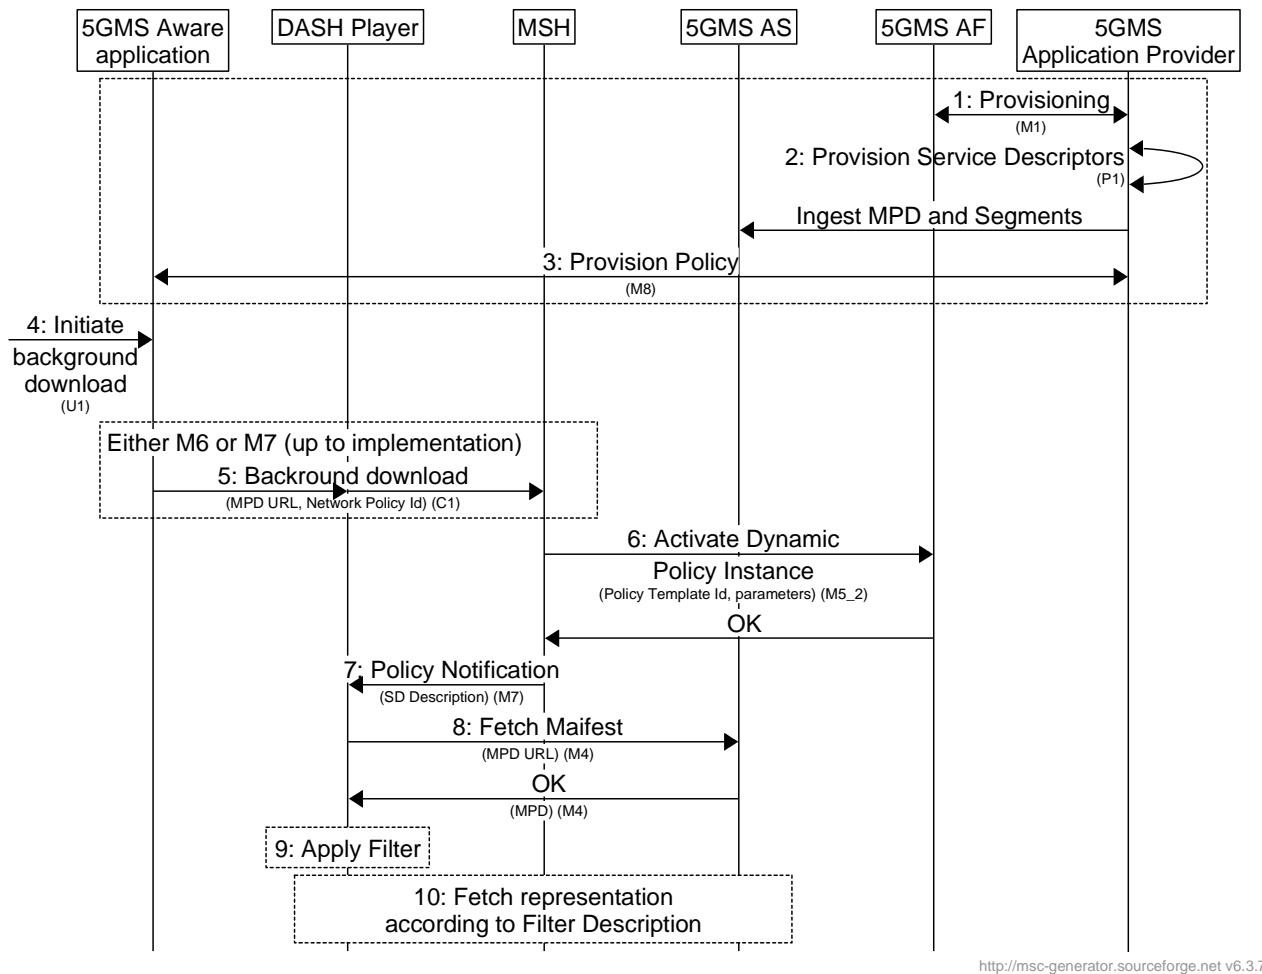 5GMS Aware
application
DASH Player
MSH
5GMS AS
5GMS AF
5GMS
Application Provider
1: Provisioning
(M1)
2: Provision Service Descriptors
(P1)
Ingest MPD and Segments
3: Provision Policy
(M8)
4: Initiate
background
download
(U1)
Either M6 or M7 (up to implementation)
5: Backround download
(MPD URL, Network Policy Id) (C1)
6: Activate Dynamic
Policy Instance
(Policy Template Id, parameters) (M5_2)
OK
7: Policy Notification
(SD Description) (M7)
8: Fetch Maifest
(MPD URL) (M4)
OK
(MPD) (M4)
9: Apply Filter
10: Fetch representation
according to Filter Description
http://msc-generator.sourceforge.net v6.3.7